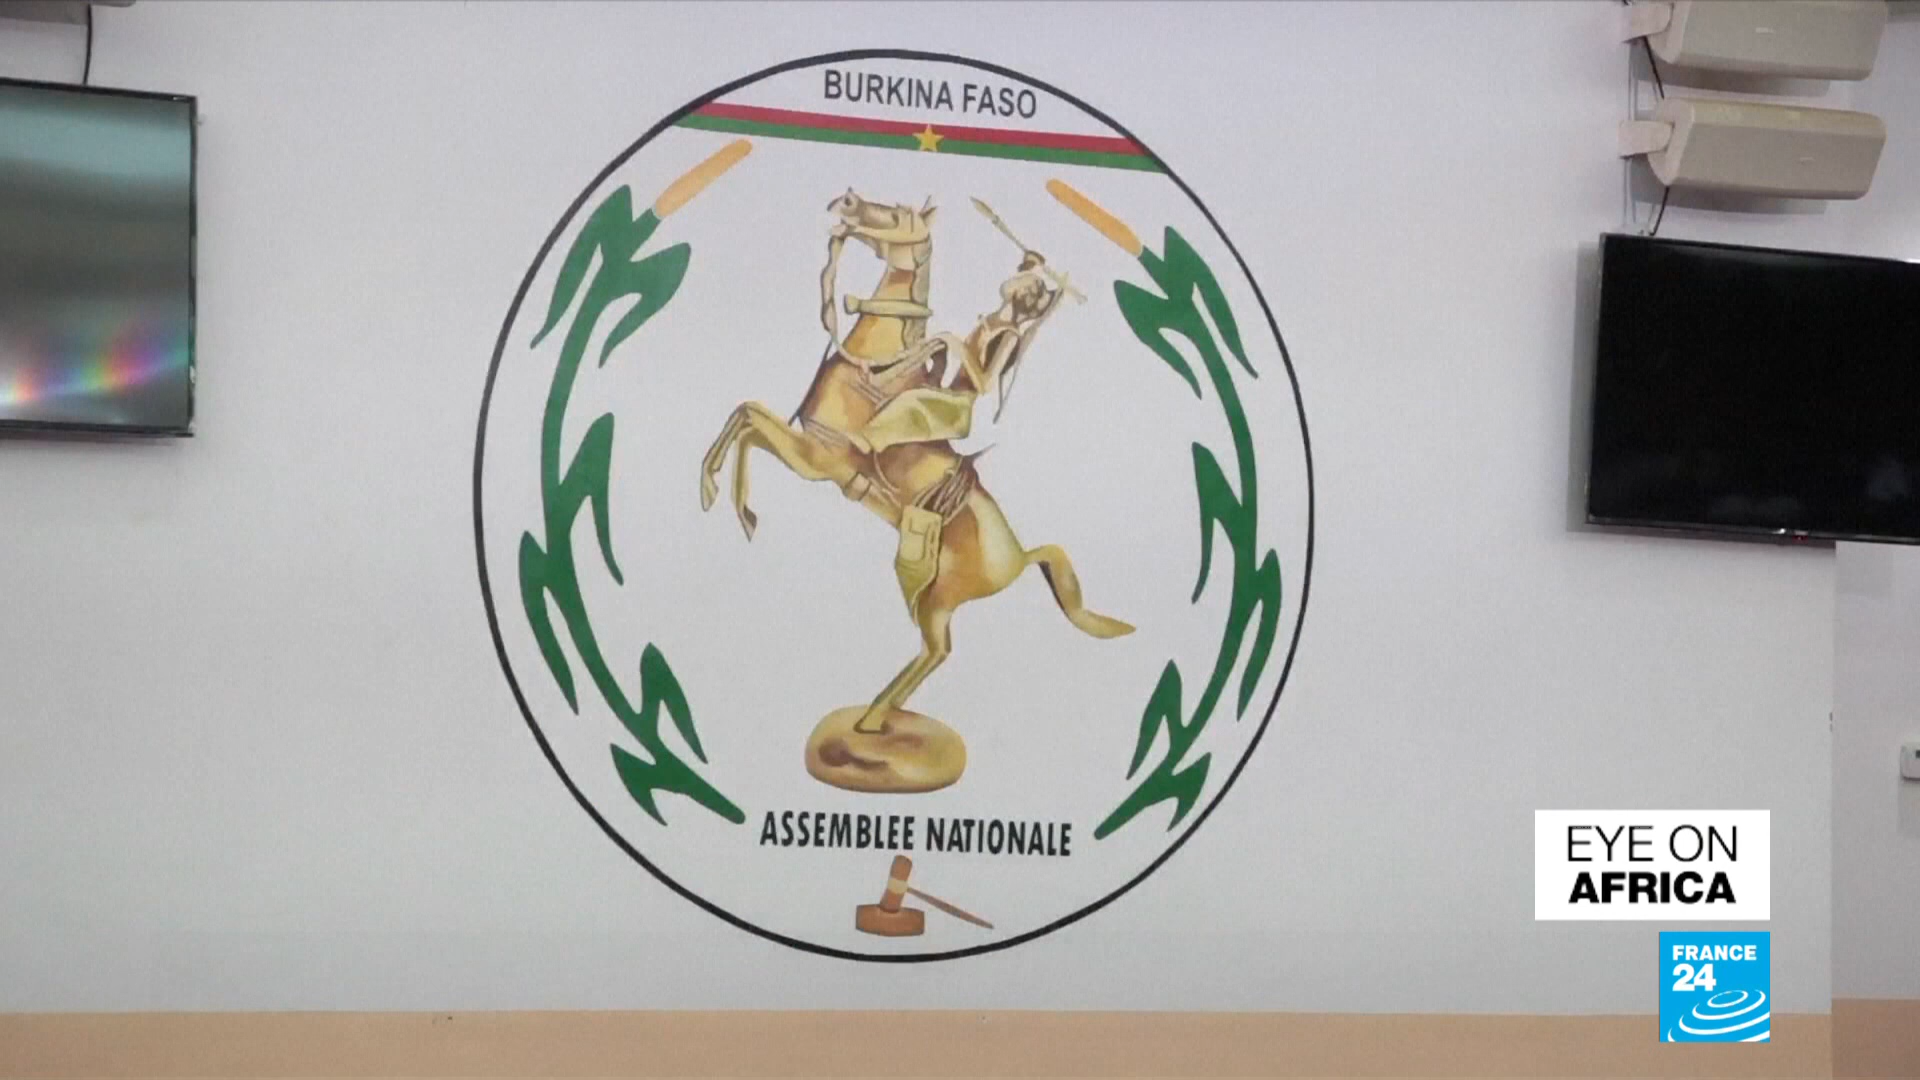 BURKINA FASO
ASSEMBLEE NATIONALE
EYE ON
AFRICA
FRANCE
24